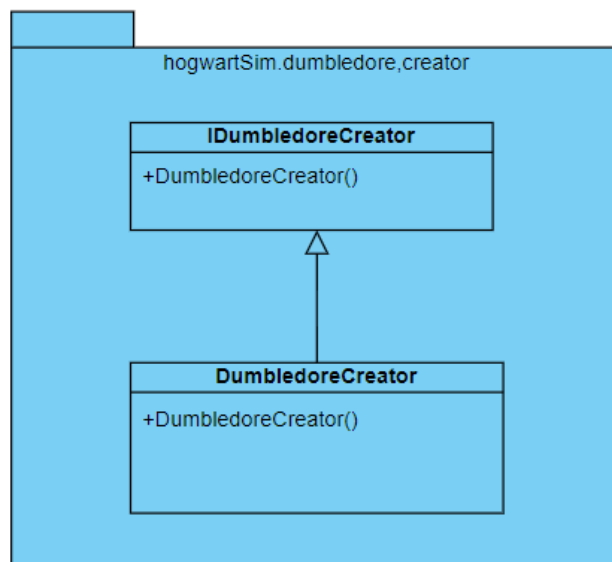 hogwartSim.dumbledore,creator
IDumbledoreCreator
+DumbledoreCreator()
DumbledoreCreator
+DumbledoreCreator()